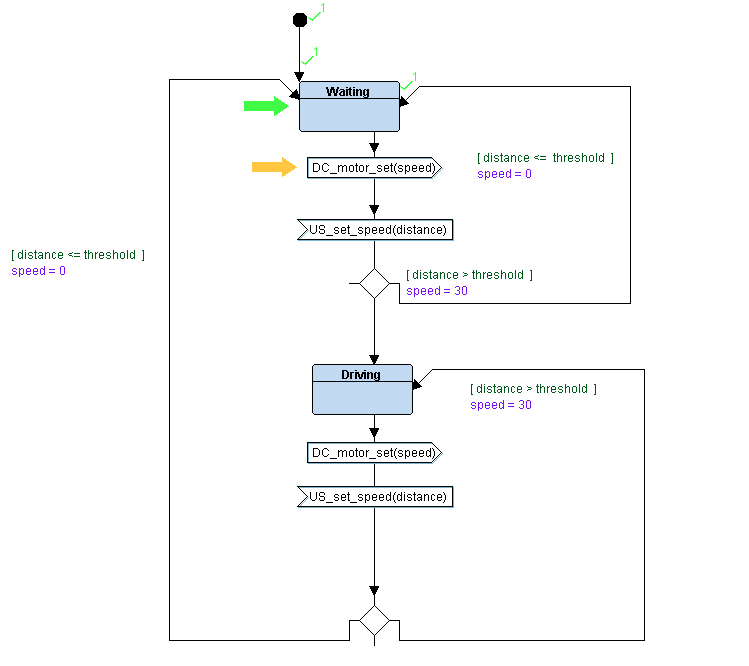 1
1
1
Waiting
DC_motor_set(speed)
[ distance <= threshold ]
speed = 0
US_set_speed(distance)
[ distance <= threshold ]
speed = 0
[ distance > threshold ]
speed = 30
Driving
[ distance > threshold ]
speed = 30
DC_motor_set(speed)
US_set_speed(distance)